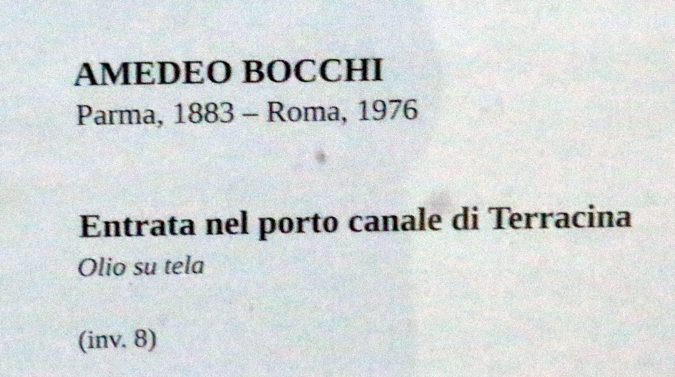 AMEDEO BOCCHI
Parma, 1883 – Roma, 1976
Entrata nel porto canale di Terracina
Olio su tela
(inv. 8)